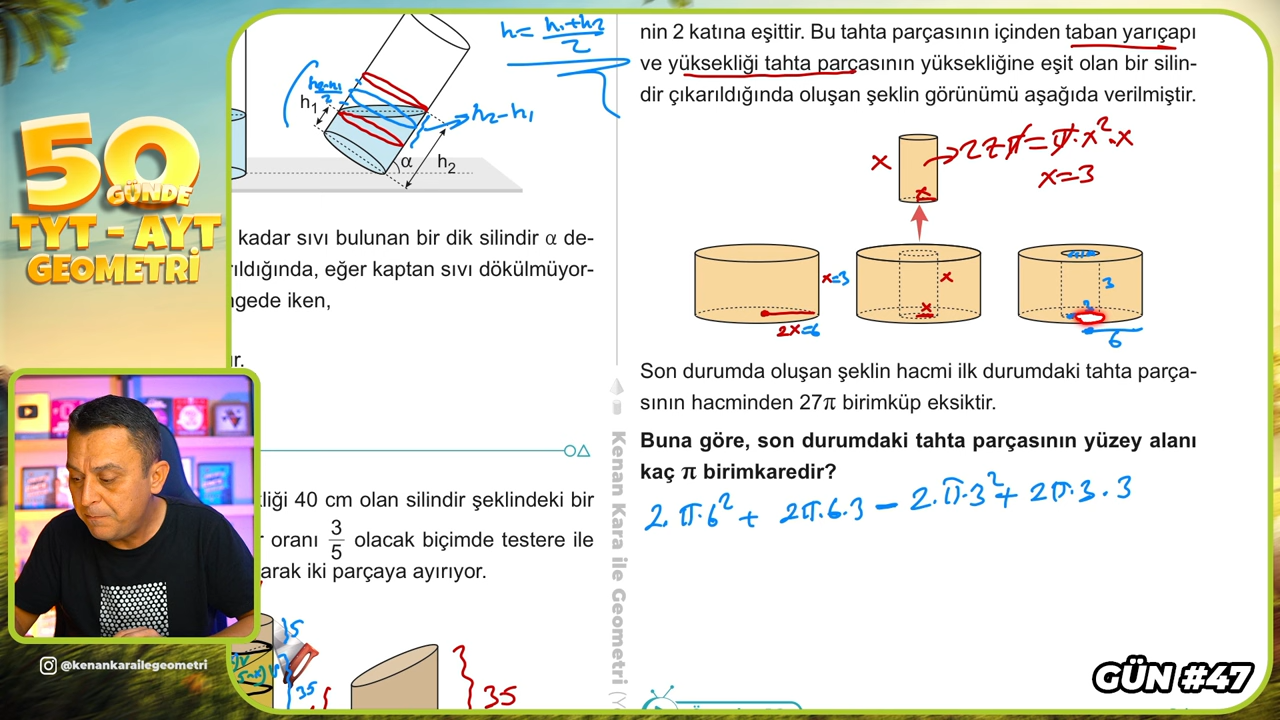 50
GÜNDE
TYT - AYT
GEOMETRİ
@kenankarailegeometri
h = h₁+h₂ / 2
h₂-h₁ / 2
h₁
h₂-h₁
α
h₂
kadar sıvı bulunan bir dik silindir α de-
ıldığında, eğer kaptan sıvı dökülmüyor-
ngede iken,
ır.
kliği 40 cm olan silindir şeklindeki bir
r oranı 3/5 olacak biçimde testere ile
arak iki parçaya ayırıyor.
35
35
Kenan Kara ile Geometri
nin 2 katına eşittir. Bu tahta parçasının içinden taban yarıçapı
ve yüksekliği tahta parçasının yüksekliğine eşit olan bir silin-
dir çıkarıldığında oluşan şeklin görünümü aşağıda verilmiştir.
x
x
27π = π·x²·x
x=3
x=3
2x=6
x
x
3
6
Son durumda oluşan şeklin hacmi ilk durumdaki tahta parça-
sının hacminden 27π birimküp eksiktir.
Buna göre, son durumdaki tahta parçasının yüzey alanı
kaç π birimkaredir?
2.π.6² + 2π.6.3 - 2.π.3² + 2π.3.3
GÜN #47